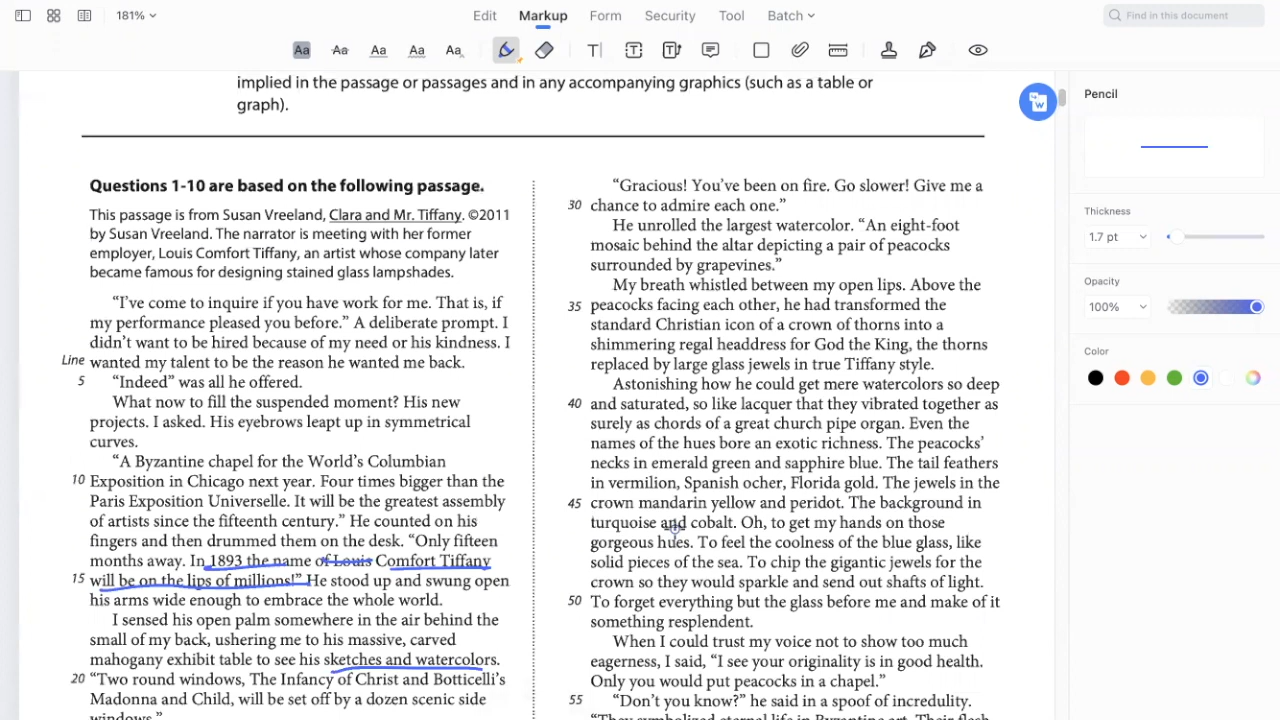 181%
Edit
Markup
Form
Security
Tool
Batch
Find in this document
Aa Aa Aa Aa Aa T T T
implied in the passage or passages and in any accompanying graphics (such as a table or
graph).
Questions 1-10 are based on the following passage.
This passage is from Susan Vreeland, Clara and Mr. Tiffany. ©2011
by Susan Vreeland. The narrator is meeting with her former
employer, Louis Comfort Tiffany, an artist whose company later
became famous for designing stained glass lampshades.
“I’ve come to inquire if you have work for me. That is, if
my performance pleased you before.” A deliberate prompt. I
didn’t want to be hired because of my need or his kindness. I
Line wanted my talent to be the reason he wanted me back.
5 “Indeed” was all he offered.
What now to fill the suspended moment? His new
projects. I asked. His eyebrows leapt up in symmetrical
curves.
“A Byzantine chapel for the World’s Columbian
10 Exposition in Chicago next year. Four times bigger than the
Paris Exposition Universelle. It will be the greatest assembly
of artists since the fifteenth century.” He counted on his
fingers and then drummed them on the desk. “Only fifteen
months away. In 1893 the name of Louis Comfort Tiffany
15 will be on the lips of millions!” He stood up and swung open
his arms wide enough to embrace the whole world.
I sensed his open palm somewhere in the air behind the
small of my back, ushering me to his massive, carved
mahogany exhibit table to see his sketches and watercolors.
20 “Two round windows, The Infancy of Christ and Botticelli’s
Madonna and Child, will be set off by a dozen scenic side
windows.”
“Gracious! You’ve been on fire. Go slower! Give me a
30 chance to admire each one.”
He unrolled the largest watercolor. “An eight-foot
mosaic behind the altar depicting a pair of peacocks
surrounded by grapevines.”
My breath whistled between my open lips. Above the
35 peacocks facing each other, he had transformed the
standard Christian icon of a crown of thorns into a
shimmering regal headdress for God the King, the thorns
replaced by large glass jewels in true Tiffany style.
Astonishing how he could get mere watercolors so deep
40 and saturated, so like lacquer that they vibrated together as
surely as chords of a great church pipe organ. Even the
names of the hues bore an exotic richness. The peacocks’
necks in emerald green and sapphire blue. The tail feathers
in vermilion, Spanish ocher, Florida gold. The jewels in the
45 crown mandarin yellow and peridot. The background in
turquoise and cobalt. Oh, to get my hands on those
gorgeous hues. To feel the coolness of the blue glass, like
solid pieces of the sea. To chip the gigantic jewels for the
crown so they would sparkle and send out shafts of light.
50 To forget everything but the glass before me and make of it
something resplendent.
When I could trust my voice not to show too much
eagerness, I said, “I see your originality is in good health.
Only you would put peacocks in a chapel.”
55 “Don’t you know?” he said in a spoof of incredulity.
“They symbolized eternal life in Byzantine art. Their flesh
Pencil
Thickness
1.7 pt
Opacity
100%
Color